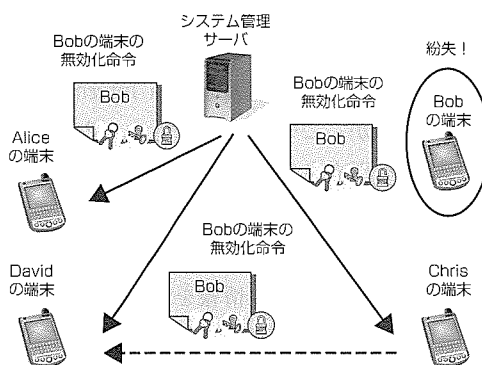 システム管理
サーバ
Bobの端末の
無効化命令
Bob
Bobの端末の
無効化命令
Bob
紛失！
Bob
の端末
Alice
の端末
Bobの端末の
無効化命令
Bob
David
の端末
Chris
の端末